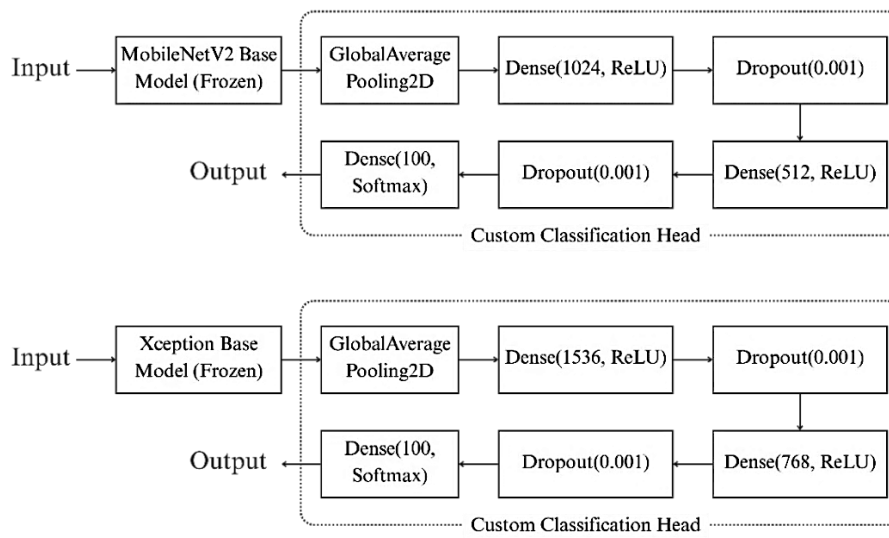 Input
MobileNetV2 Base
Model (Frozen)
GlobalAverage
Pooling2D
Dense(1024, ReLU)
Dropout(0.001)
Dense(512, ReLU)
Dropout(0.001)
Dense(100,
Softmax)
Output
Custom Classification Head
Input
Xception Base
Model (Frozen)
GlobalAverage
Pooling2D
Dense(1536, ReLU)
Dropout(0.001)
Dense(768, ReLU)
Dropout(0.001)
Dense(100,
Softmax)
Output
Custom Classification Head